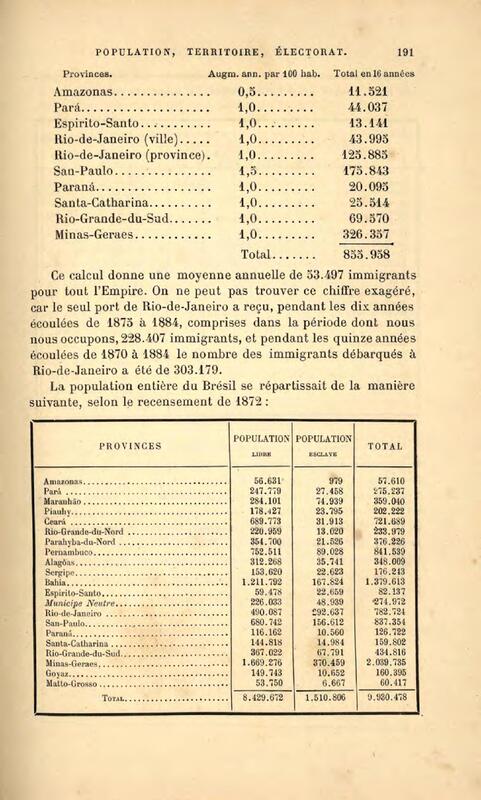 POPULATION, TERRITOIRE, ÉLECTORAT. 191
Provinces. Augm. ann. par 100 hab. Total en 16 années
Amazonas............... 0,5......... 11.521
Pará.................... 1,0......... 44.037
Espirito-Santo........... 1,0......... 13.141
Rio-de-Janeiro (ville)..... 1,0......... 43.995
Rio-de-Janeiro (province). 1,0......... 125.885
San-Paulo............... 1,5......... 175.843
Paraná.................. 1,0......... 20.095
Santa-Catharina.......... 1,0......... 25.514
Rio-Grande-du-Sud....... 1,0......... 69.570
Minas-Geraes............ 1,0......... 326.357
Total....... 855.958
Ce calcul donne une moyenne annuelle de 53.497 immigrants
pour tout l'Empire. On ne peut pas trouver ce chiffre exagéré,
car le seul port de Rio-de-Janeiro a reçu, pendant les dix années
écoulées de 1875 à 1884, comprises dans la période dont nous
nous occupons, 228.407 immigrants, et pendant les quinze années
écoulées de 1870 à 1884 le nombre des immigrants débarqués à
Rio-de-Janeiro a été de 303.179.
La population entière du Brésil se répartissait de la manière
suivante, selon le recensement de 1872 :
PROVINCES POPULATION LIBRE POPULATION ESCLAVE TOTAL
Amazonas 56.631 979 57.610
Pará 247.779 27.458 275.237
Maranhão 284.101 74.939 359.040
Piauhy 178.427 23.795 202.222
Ceará 689.773 31.913 721.689
Rio-Grande-du-Nord 220.959 13.020 233.979
Parahyba-du-Nord 354.700 21.526 376.226
Pernambuco 752.511 89.028 841.539
Alagôas 312.268 35.741 348.009
Sergipe 153.620 22.623 176.243
Bahia 1.211.792 167.824 1.379.613
Espirito-Santo 59.478 22.659 82.137
Municipe Neutre 226.033 48.939 274.972
Rio-de-Janeiro 490.087 292.637 782.724
San-Paulo 680.742 156.612 837.354
Paraná 116.162 10.560 126.722
Santa-Catharina 144.818 14.984 159.802
Rio-Grande-du-Sud 367.022 67.791 434.816
Minas-Geraes 1.669.276 370.459 2.039.735
Goyaz 149.743 10.652 160.395
Matto-Grosso 53.750 6.667 60.417
TOTAL 8.429.672 1.510.806 9.930.478